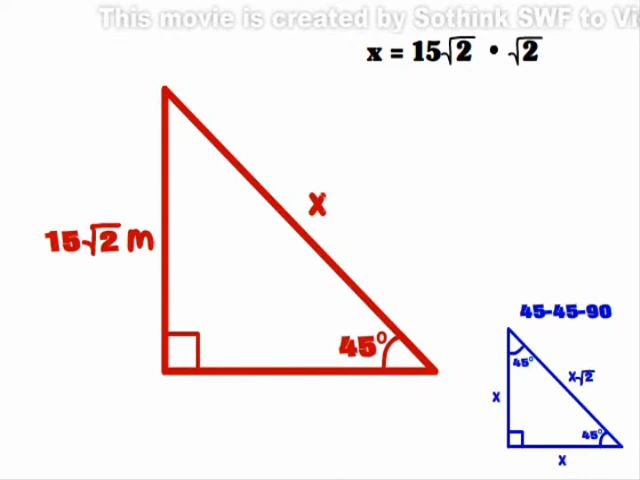 This movie is created by Sothink SWF to Vi
x = 15√2 • √2
x
15√2 m
45°
45-45-90
45°
x√2
x
45°
x